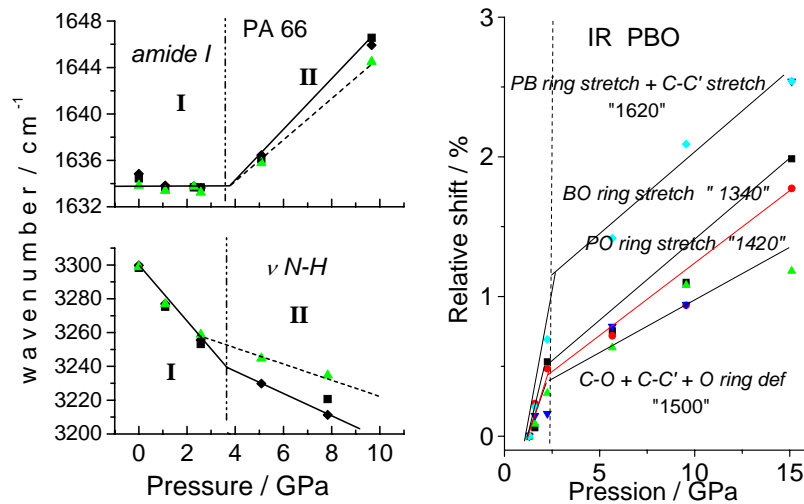 amide I
PA 66
I
II
wavenumber / cm-1
1648
1644
1640
1636
1632
ν N-H
II
I
3300
3280
3260
3240
3220
3200
0 2 4 6 8 10
Pressure / GPa
IR PBO
PB ring stretch + C-C' stretch
"1620"
BO ring stretch " 1340"
PO ring stretch "1420"
C-O + C-C' + O ring def
"1500"
Relative shift / %
3
2
1
0
0 5 10 15
Pression / GPa